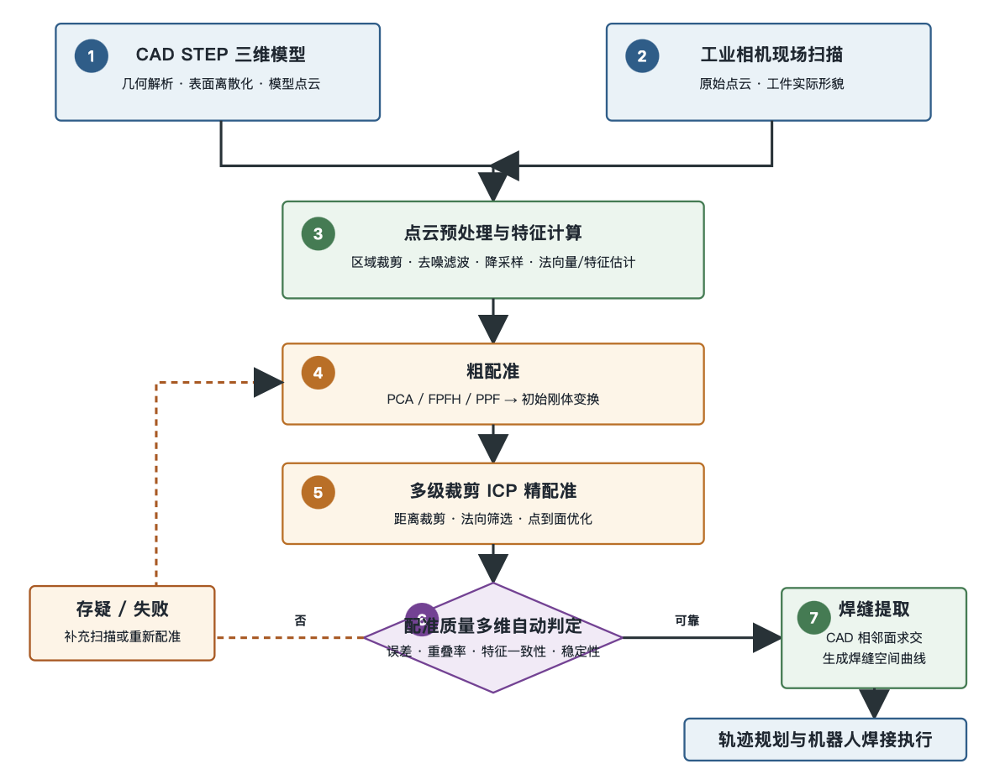 1
CAD STEP 三维模型
几何解析 · 表面离散化 · 模型点云
2
工业相机现场扫描
原始点云 · 工件实际形貌
3
点云预处理与特征计算
区域裁剪 · 去噪滤波 · 降采样 · 法向量/特征估计
4
粗配准
PCA / FPFH / PPF → 初始刚体变换
5
多级裁剪 ICP 精配准
距离裁剪 · 法向筛选 · 点到面优化
存疑 / 失败
补充扫描或重新配准
否
6
配准质量多维自动判定
误差 · 重叠率 · 特征一致性 · 稳定性
可靠
7
焊缝提取
CAD 相邻面求交
生成焊缝空间曲线
轨迹规划与机器人焊接执行